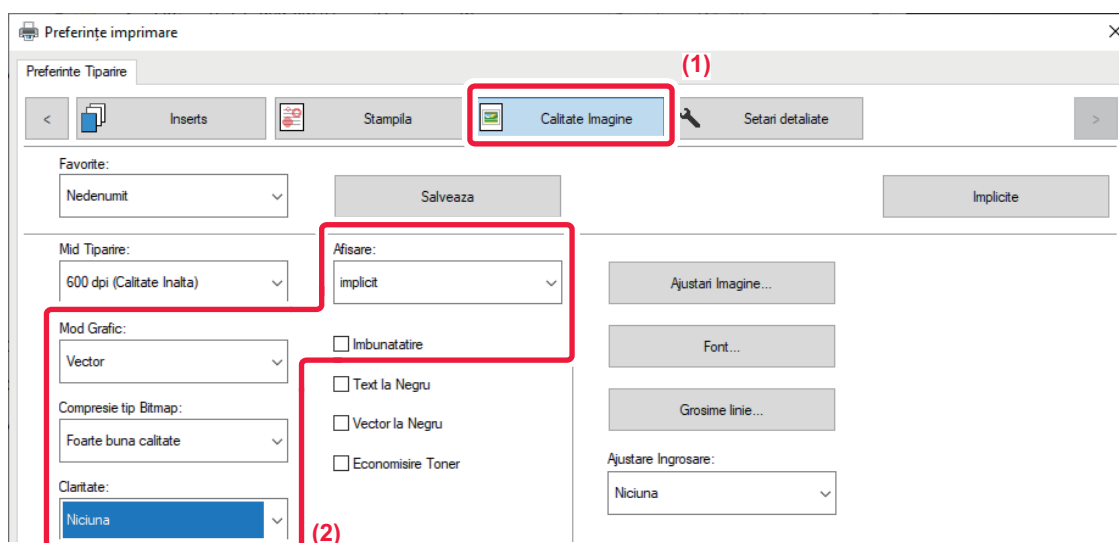 Preferințe imprimare
Preferinte Tiparire
(1)
< Inserts Stampila Calitate Imagine Setari detaliate >
Favorite:
Nedenumit Salveaza Implicite
Mid Tiparire: Afisare:
600 dpi (Calitate Inalta) implicit Ajustari Imagine...
Mod Grafic:
Vector Imbunatatire Font...
Text la Negru
Compresie tip Bitmap: Vector la Negru Grosime linie...
Foarte buna calitate
Economisire Toner Ajustare Ingrosare:
Claritate:
Niciuna Niciuna
(2)